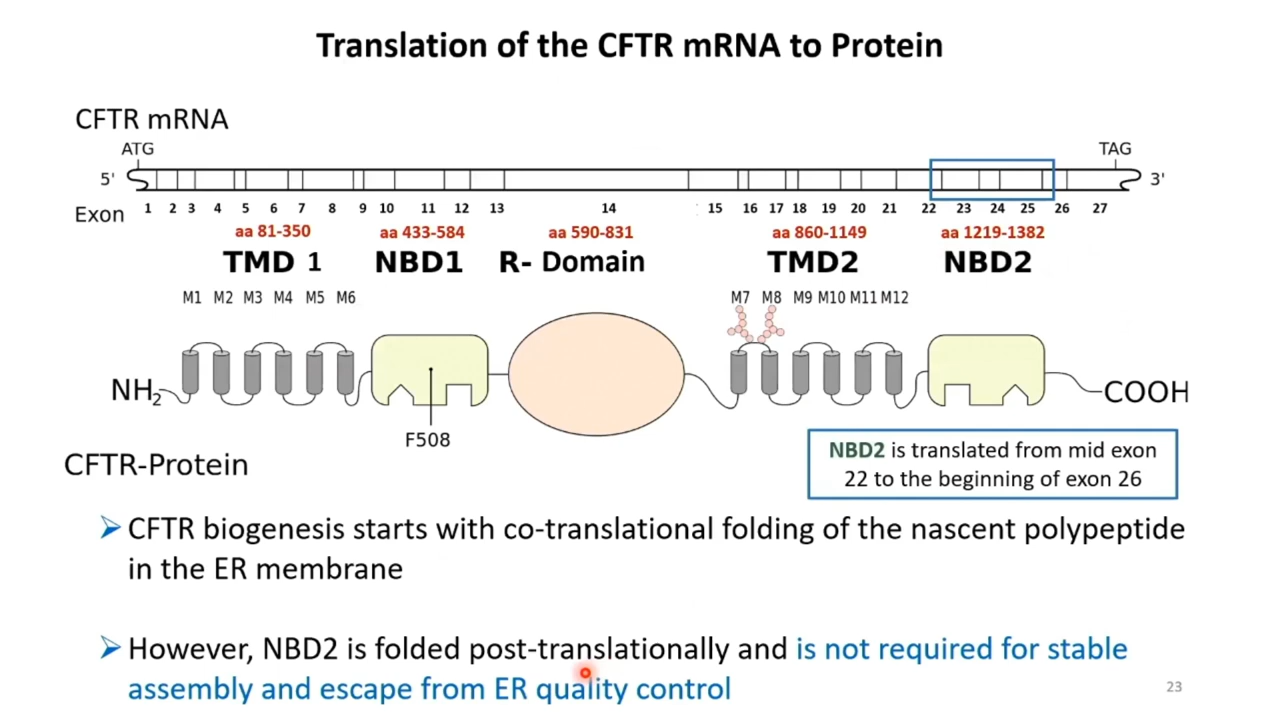 Translation of the CFTR mRNA to Protein
CFTR mRNA
ATG TAG
5' 3'
Exon 1 2 3 4 5 6 7 8 9 10 11 12 13 14 15 16 17 18 19 20 21 22 23 24 25 26 27
aa 81-350 aa 433-584 aa 590-831 aa 860-1149 aa 1219-1382
TMD 1 NBD1 R- Domain TMD2 NBD2
M1 M2 M3 M4 M5 M6 M7 M8 M9 M10 M11 M12
NH2 COOH
F508
CFTR-Protein
NBD2 is translated from mid exon
22 to the beginning of exon 26
➢ CFTR biogenesis starts with co-translational folding of the nascent polypeptide
in the ER membrane
➢ However, NBD2 is folded post-translationally and is not required for stable
assembly and escape from ER quality control
23